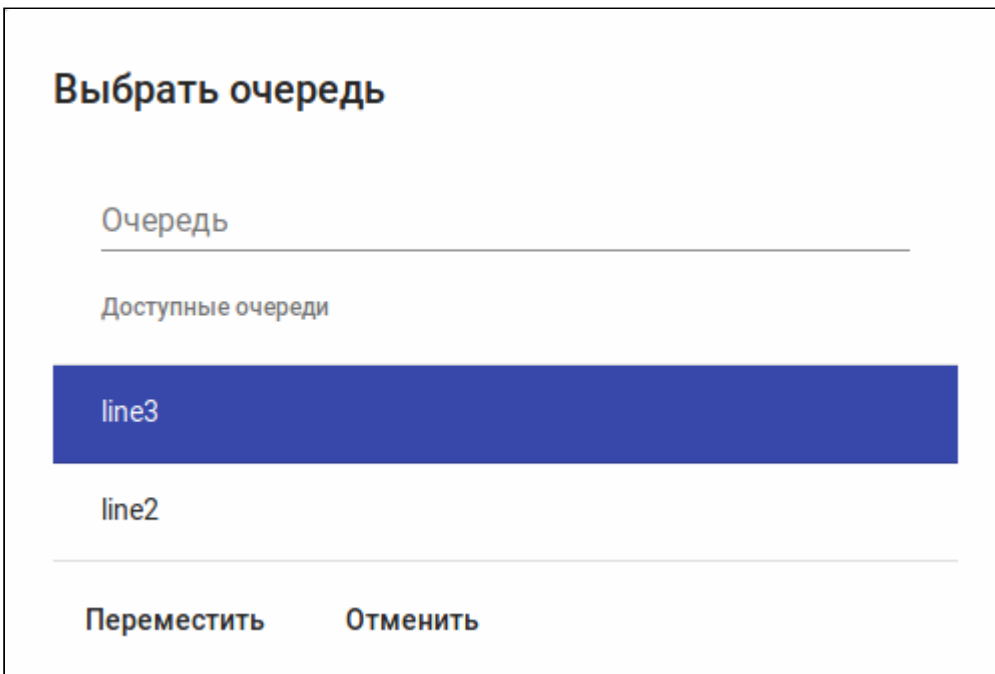 Выбрать очередь
Очередь
Доступные очереди
line3
line2
Переместить Отменить